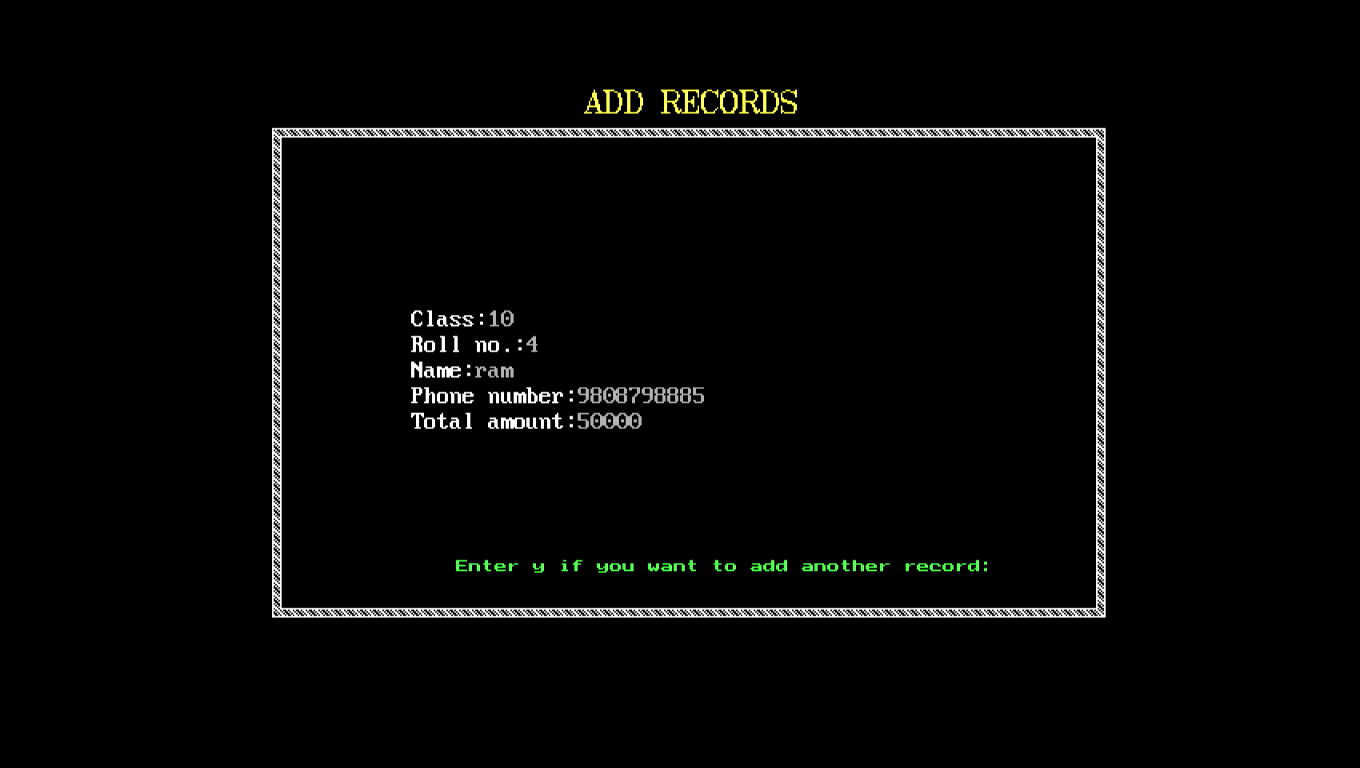 ADD RECORDS
Class:10
Roll no.:4
Name:ram
Phone number:9808798885
Total amount:50000
Enter y if you want to add another record: